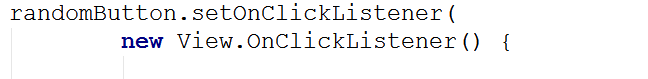 randomButton.setOnClickListener(
new View.OnClickListener() {